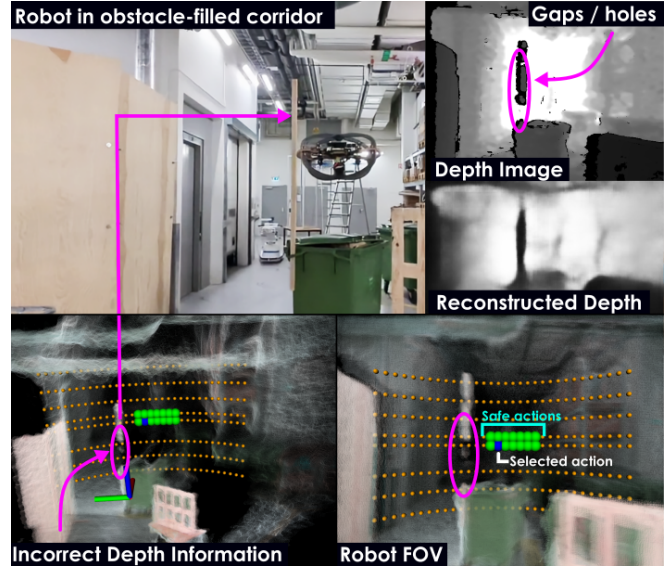 Robot in obstacle-filled corridor
Gaps / holes
Depth Image
Reconstructed Depth
Safe actions
Selected action
Incorrect Depth Information
Robot FOV